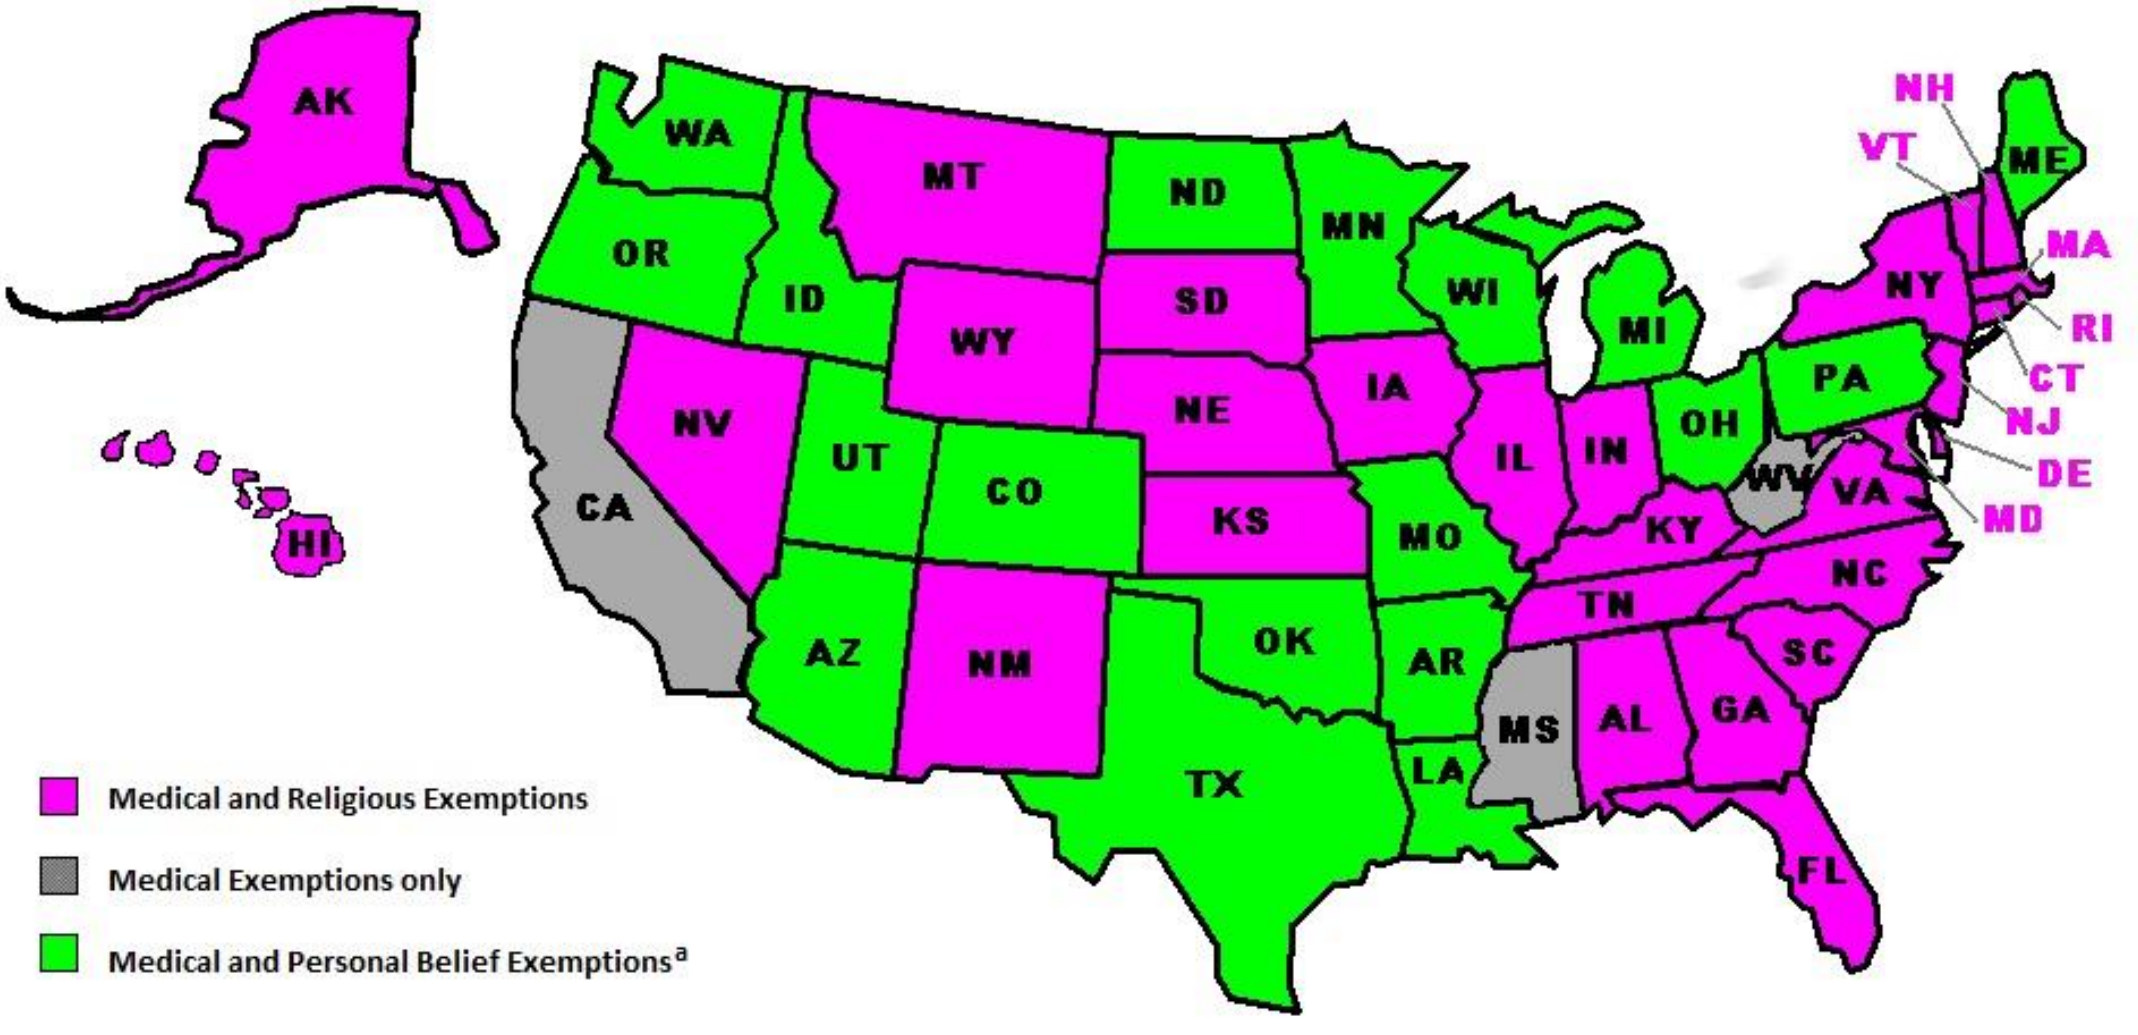 AK
WA
MT
ND
MN
ME
NH
VT
MA
OR
ID
SD
WI
MI
NY
RI
WY
IA
PA
CT
NV
NE
IL
IN
OH
NJ
UT
CO
KS
MO
KY
WV
VA
DE
MD
CA
HI
AZ
NM
OK
AR
TN
NC
SC
MS
AL
GA
TX
LA
FL
Medical and Religious Exemptions
Medical Exemptions only
Medical and Personal Belief Exemptionsᵃ